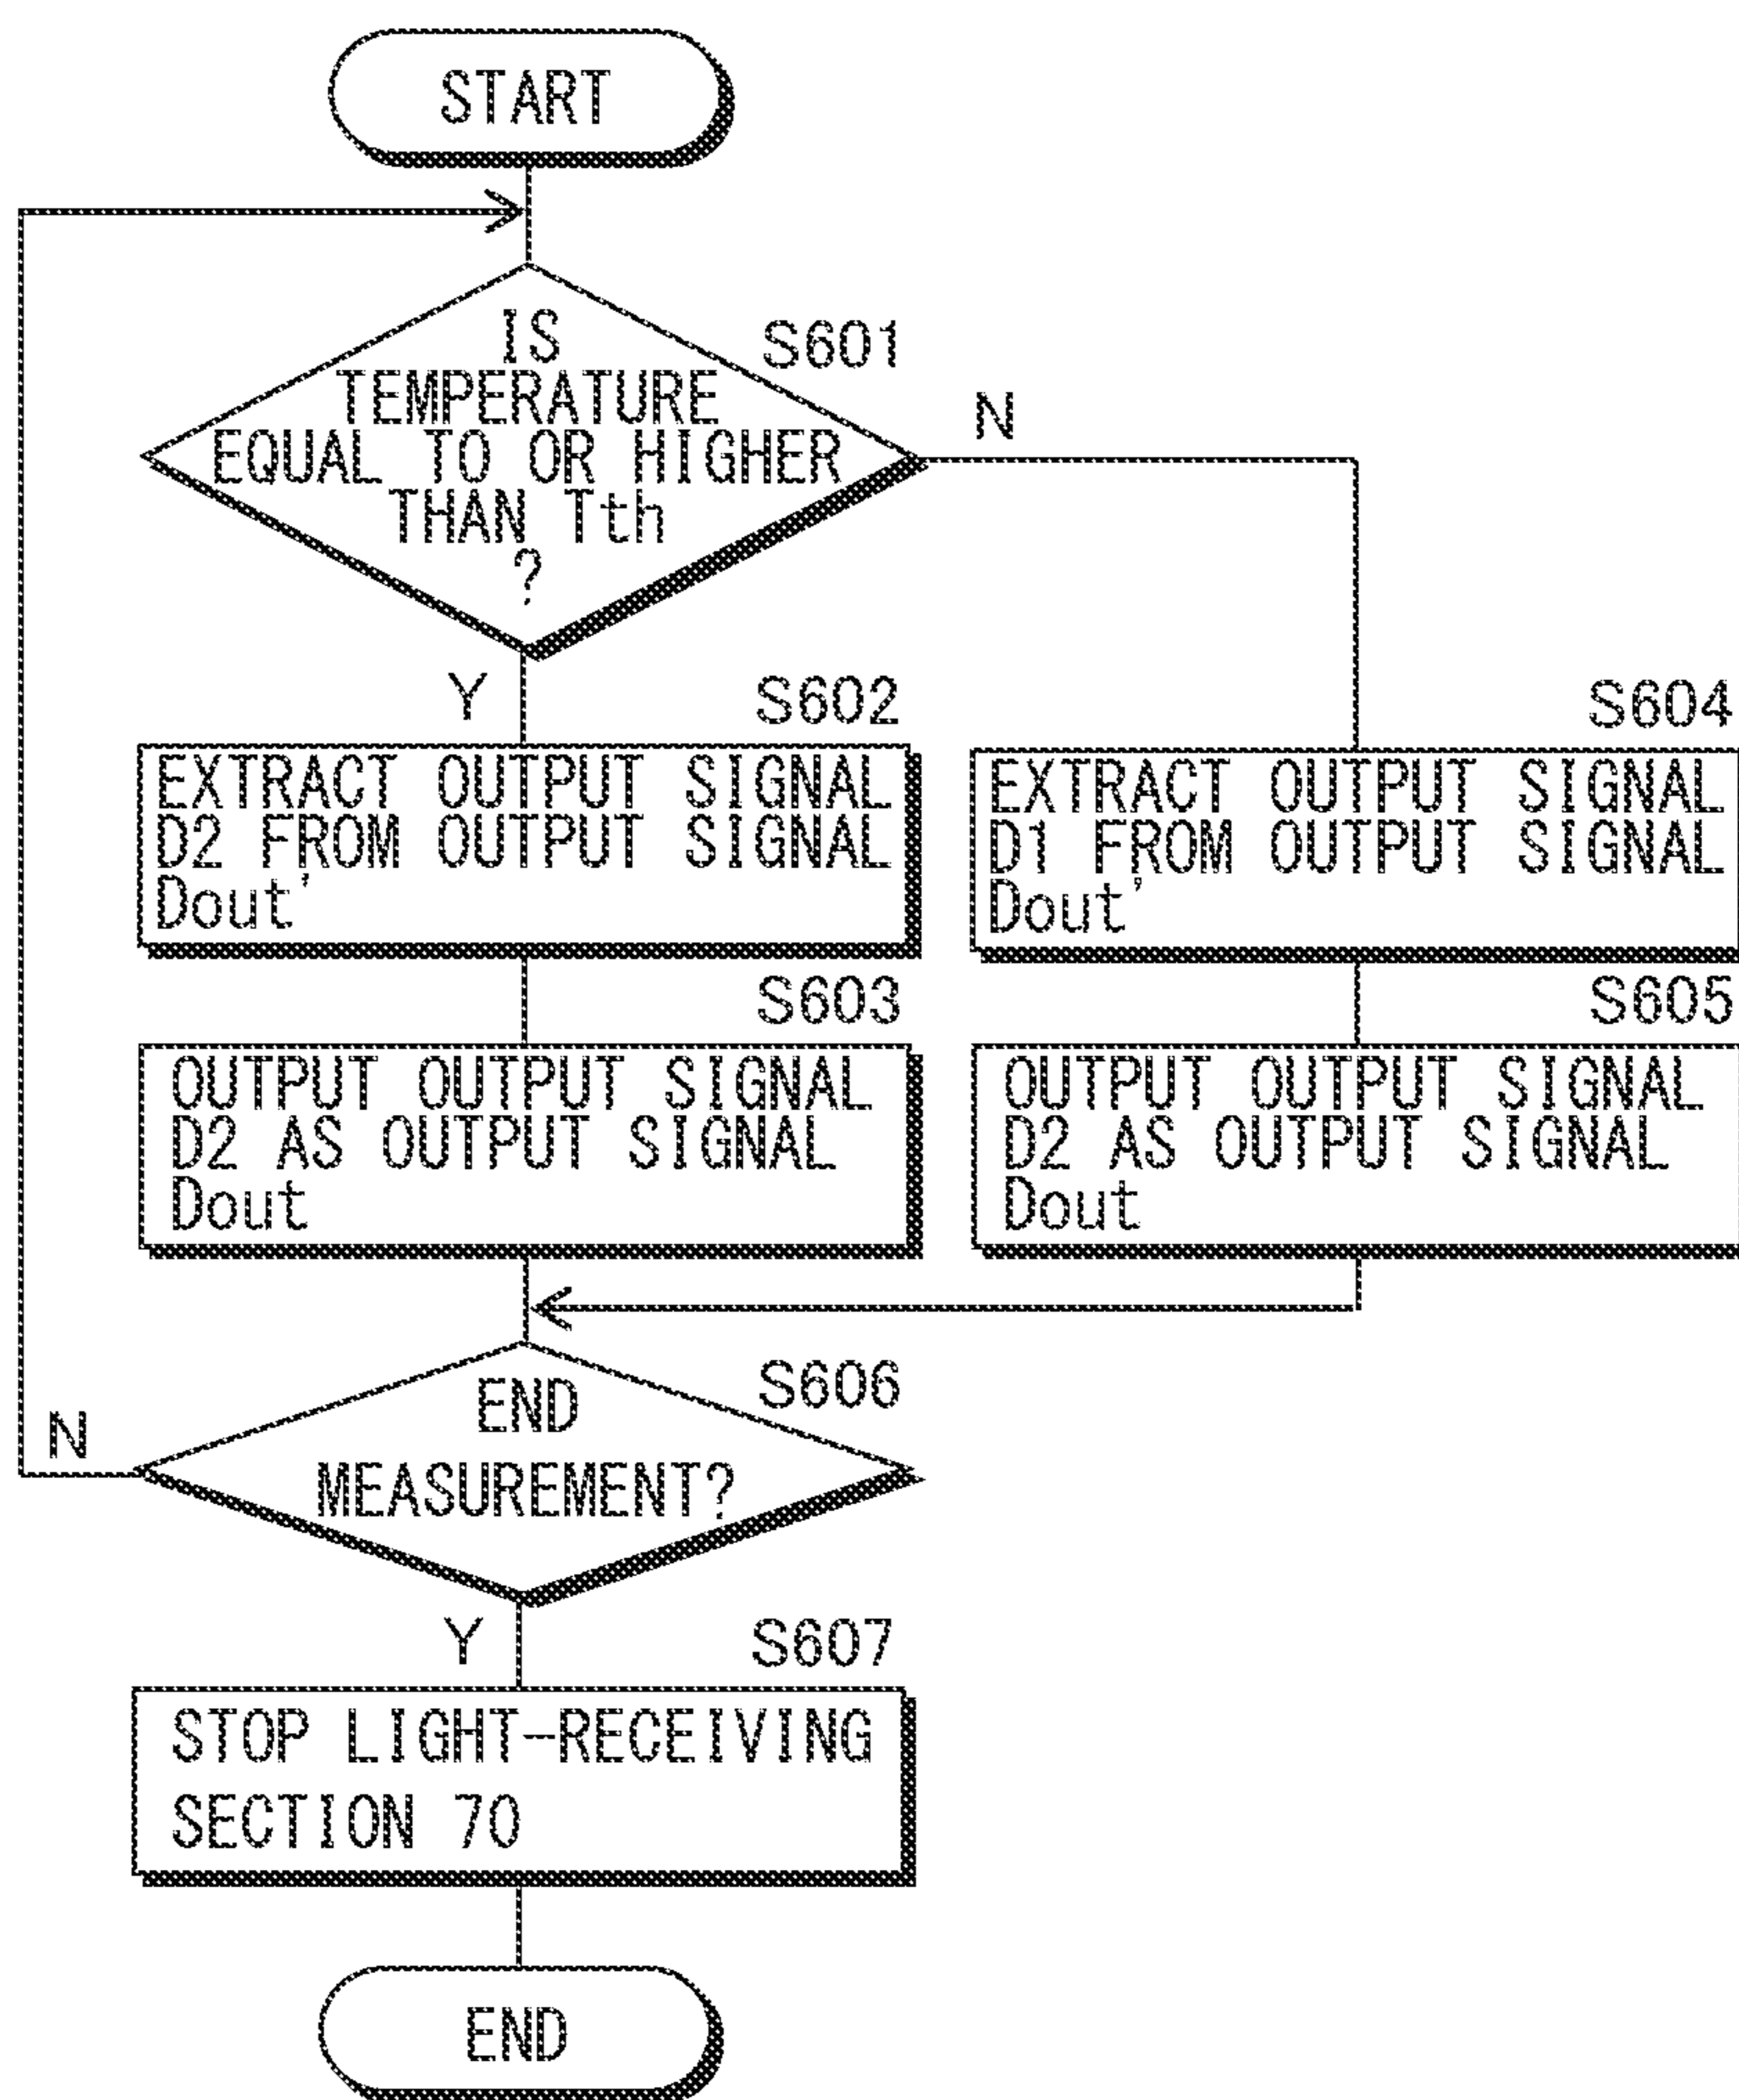 START
IS
TEMPERATURE
EQUAL TO OR HIGHER
THAN Tth
?
S601
N
Y
S602
EXTRACT OUTPUT SIGNAL
D2 FROM OUTPUT SIGNAL
Dout'
S604
EXTRACT OUTPUT SIGNAL
D1 FROM OUTPUT SIGNAL
Dout'
S603
OUTPUT OUTPUT SIGNAL
D2 AS OUTPUT SIGNAL
Dout
S605
OUTPUT OUTPUT SIGNAL
D2 AS OUTPUT SIGNAL
Dout
S606
END
MEASUREMENT?
N
Y
S607
STOP LIGHT-RECEIVING
SECTION 70
END